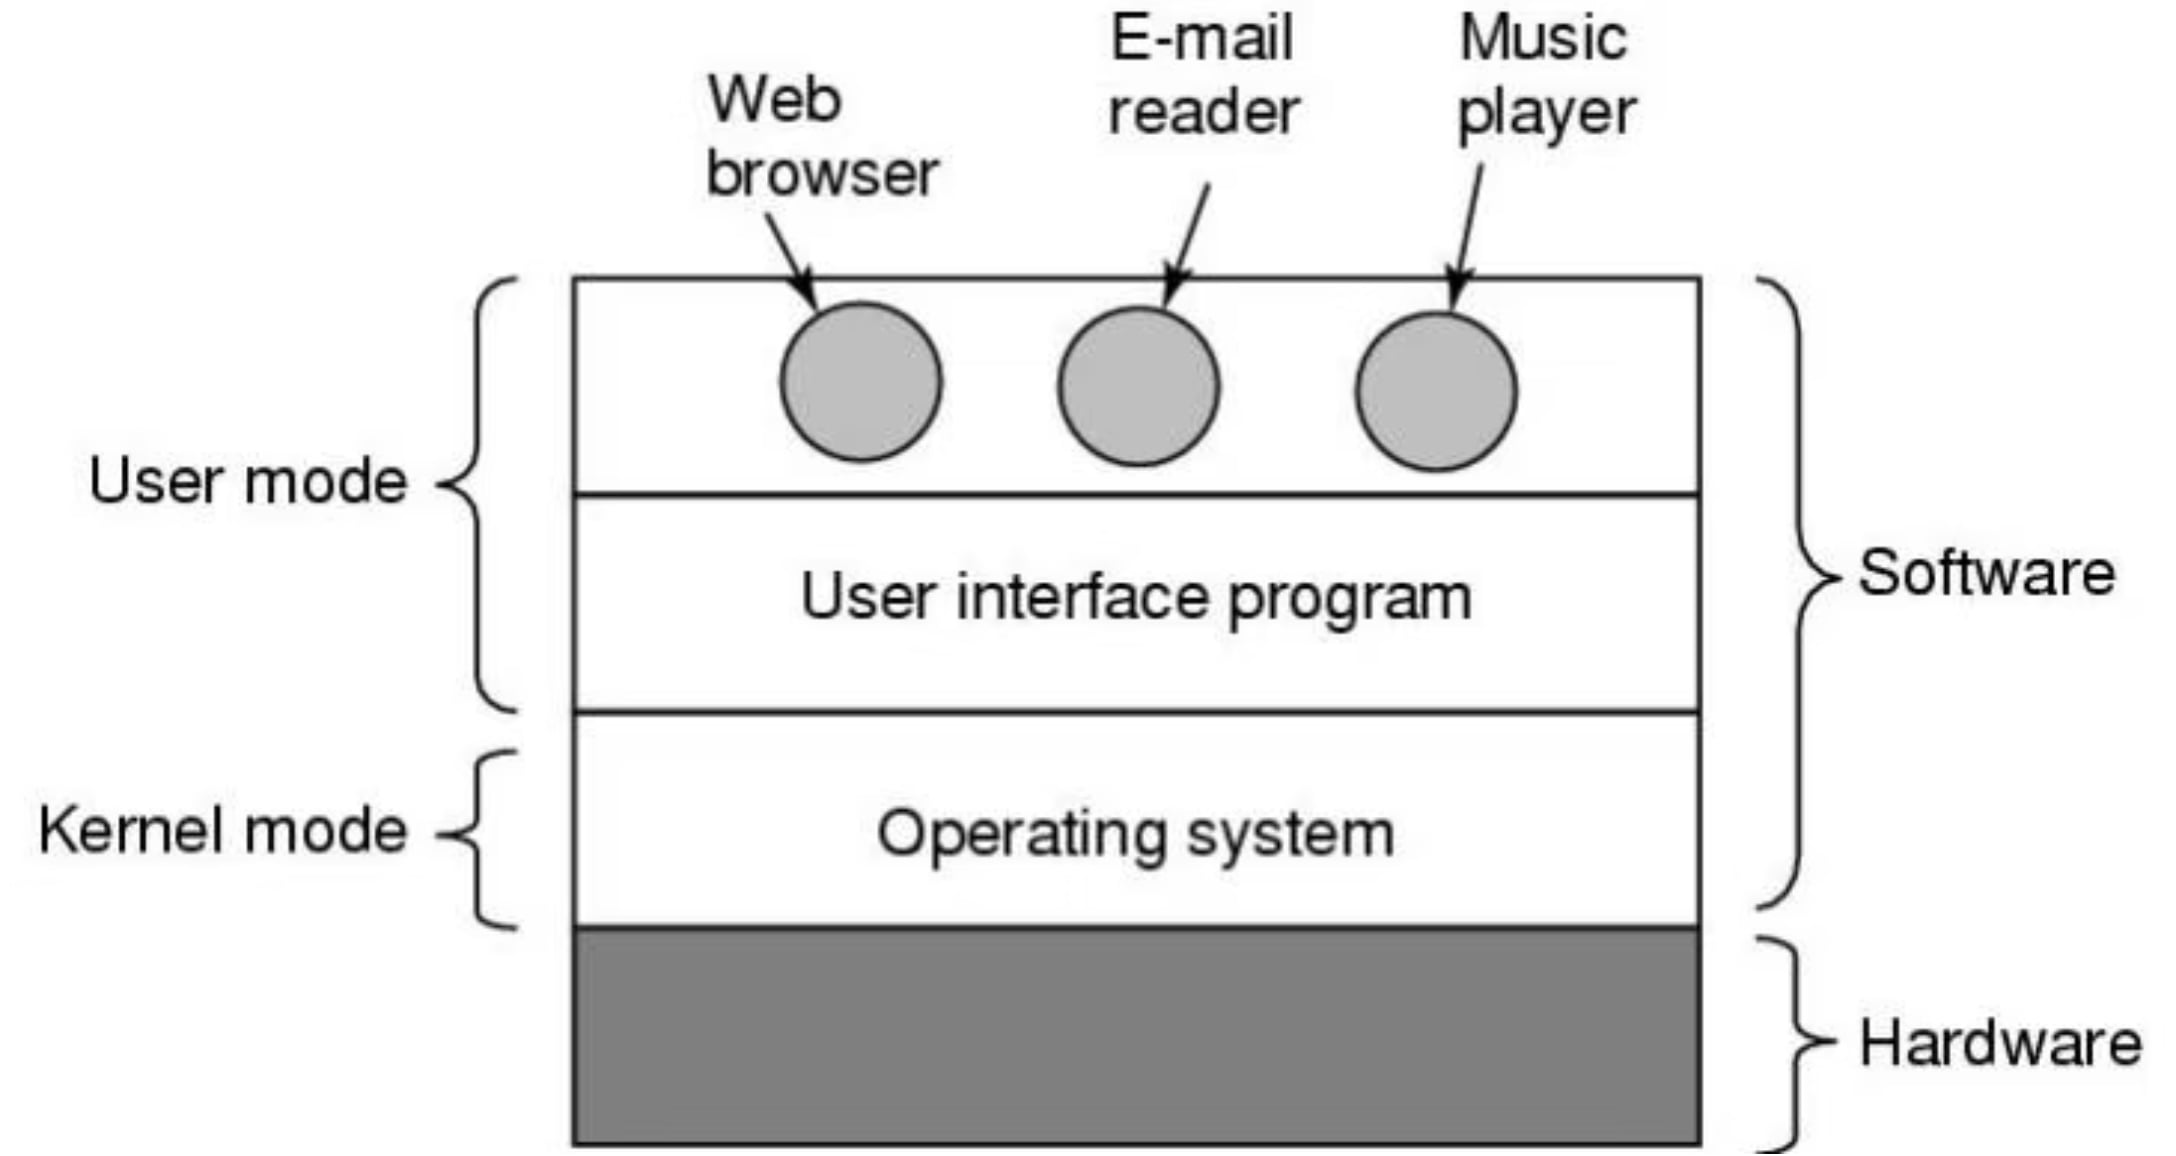 E-mail
reader
Music
player
Web
browser
User mode
User interface program
Software
Kernel mode
Operating system
Hardware